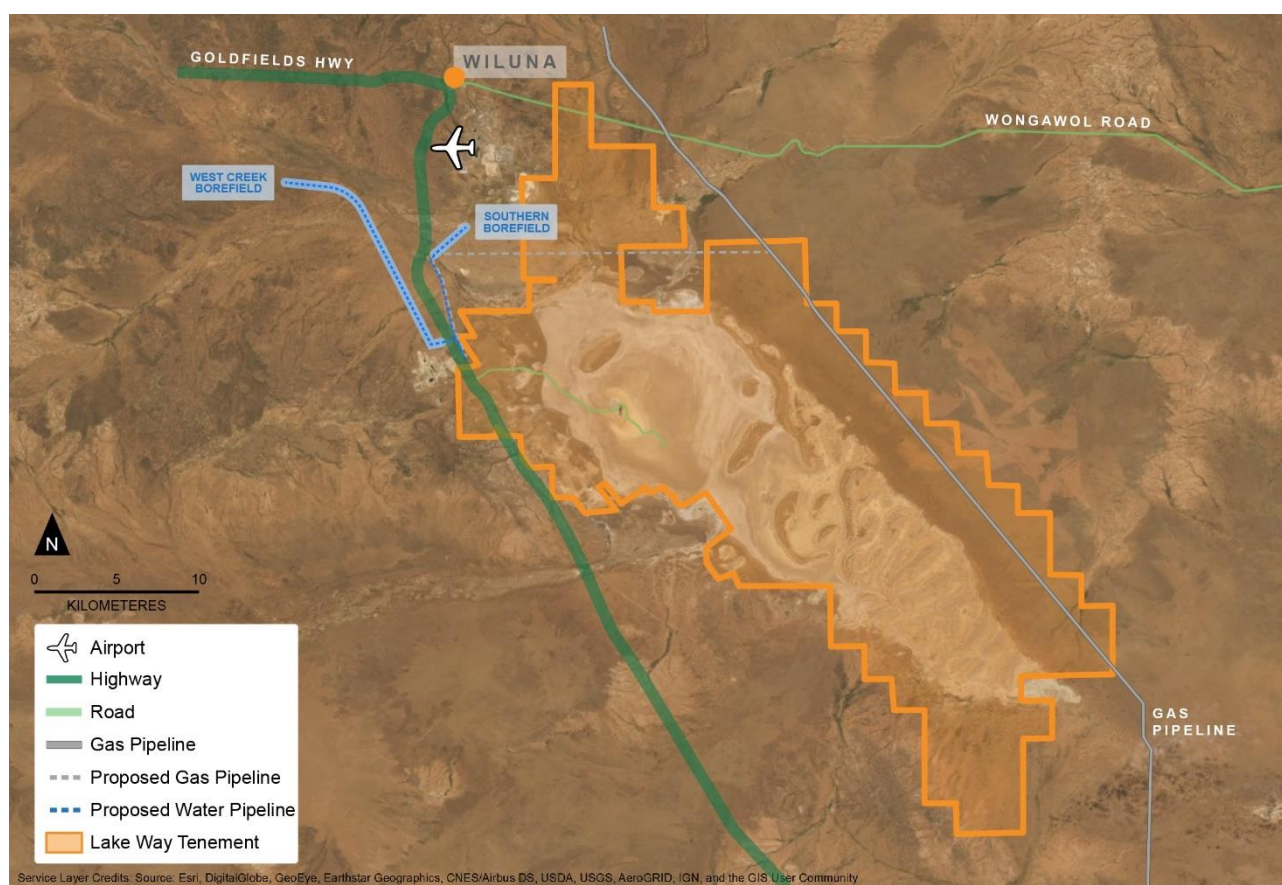 GOLDFIELDS HWY
WILUNA
WONGAWOL ROAD
WEST CREEK
BOREFIELD
SOUTHERN
BOREFIELD
N
0 5 10
KILOMETERES
Airport
Highway
Road
Gas Pipeline
Proposed Gas Pipeline
Proposed Water Pipeline
Lake Way Tenement
GAS
PIPELINE
Service Layer Credits: Source: Esri, DigitalGlobe, GeoEye, Earthstar Geographics, CNES/Airbus DS, USDA, USGS, AeroGRID, IGN, and the GIS User Community